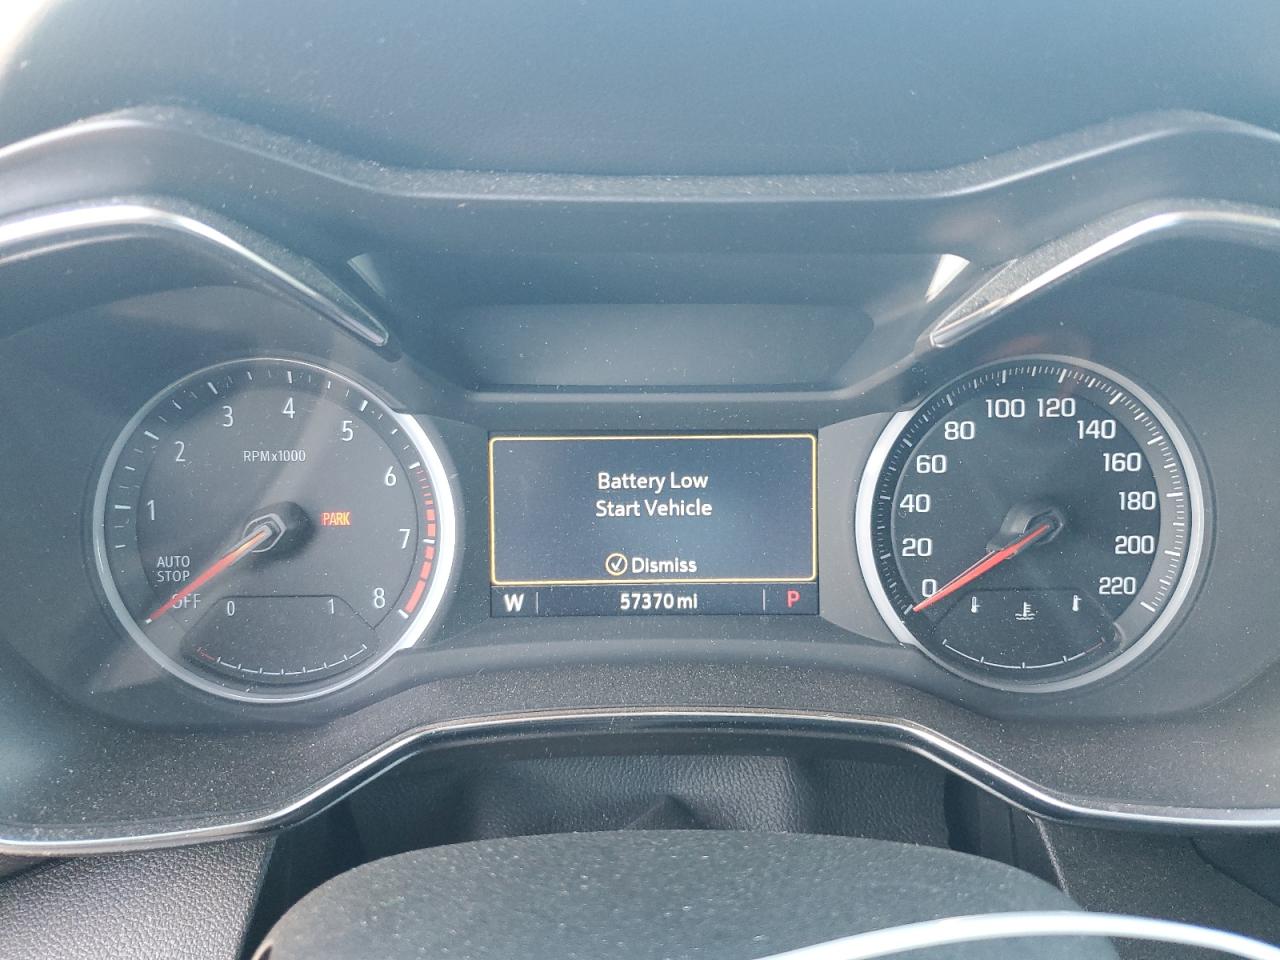 1
2
3
4
5
6
7
8
RPMx1000
PARK
AUTO
STOP
OFF
0
1
Battery Low
Start Vehicle
Dismiss
W
57370 mi
P
0
20
40
60
80
100
120
140
160
180
200
220